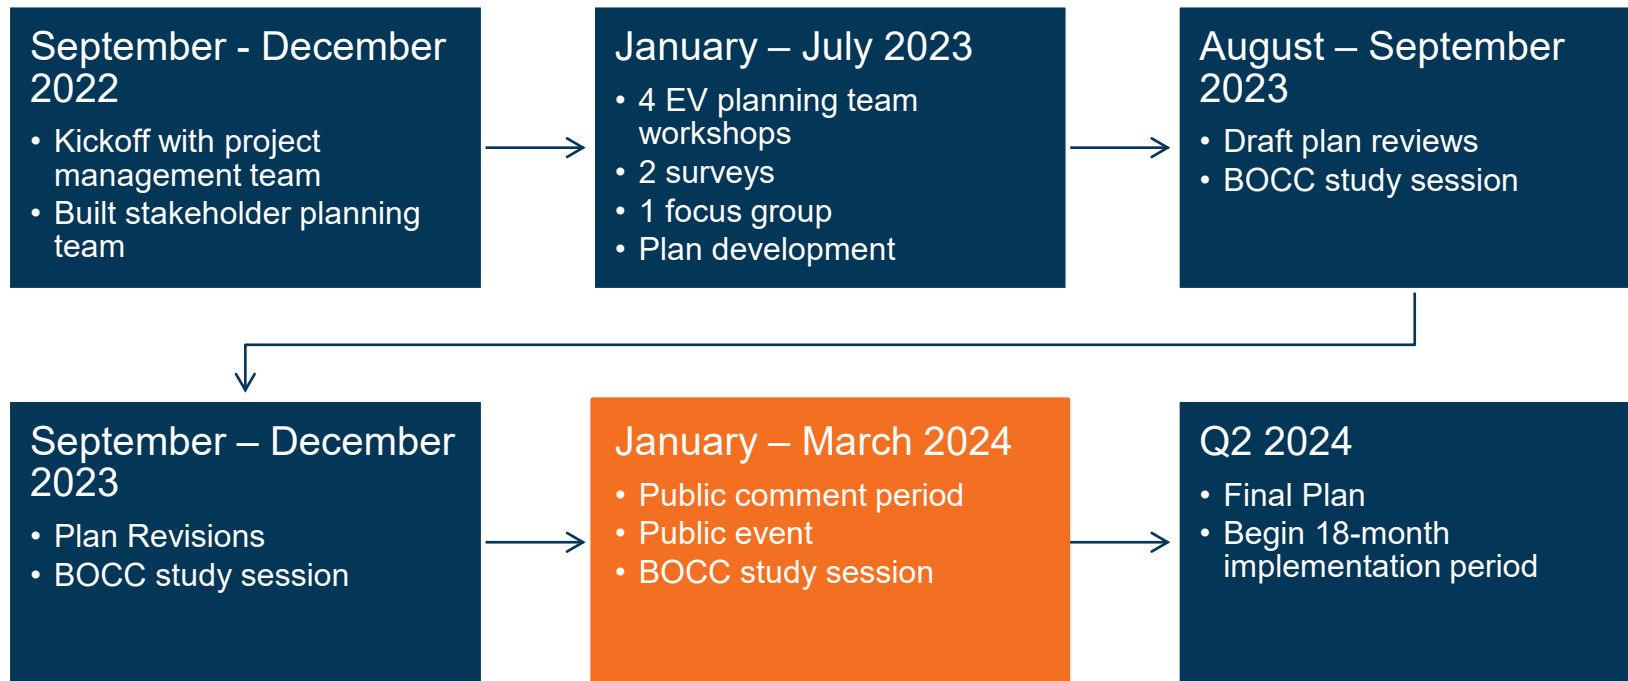 September - December
2022
• Kickoff with project
management team
• Built stakeholder planning
team
January – July 2023
• 4 EV planning team
workshops
• 2 surveys
• 1 focus group
• Plan development
August – September
2023
• Draft plan reviews
• BOCC study session
September – December
2023
• Plan Revisions
• BOCC study session
January – March 2024
• Public comment period
• Public event
• BOCC study session
Q2 2024
• Final Plan
• Begin 18-month
implementation period